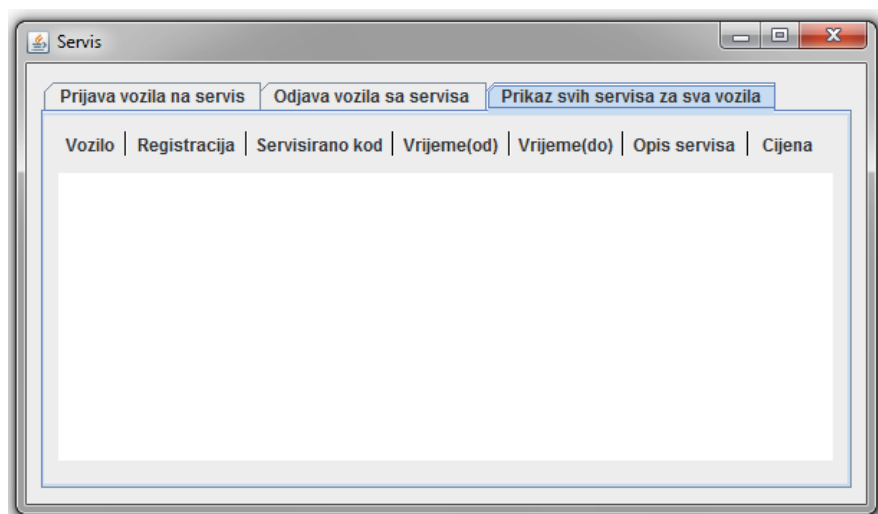 Servis
Prijava vozila na servis Odjava vozila sa servisa Prikaz svih servisa za sva vozila
Vozilo Registracija Servisirano kod Vrijeme(od) Vrijeme(do) Opis servisa Cijena